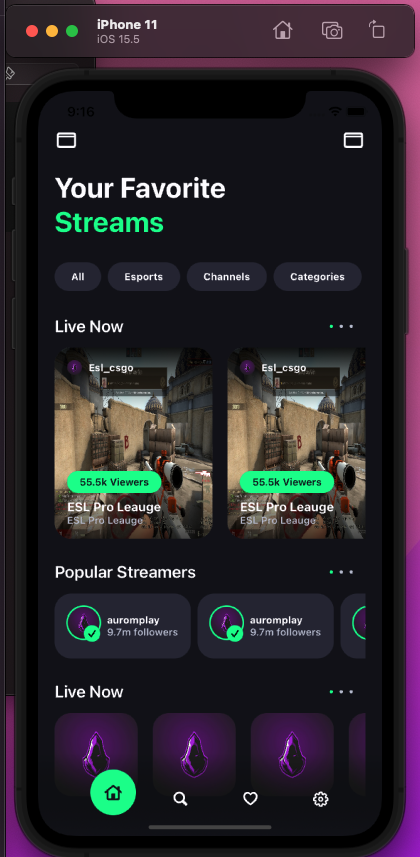 iPhone 11
iOS 15.5
9:16
Your Favorite
Streams
All Esports Channels Categories
Live Now
Esl_csgo Esl_csgo
55.5k Viewers 55.5k Viewers
ESL Pro Leauge ESL Pro Leauge
ESL Pro Leauge ESL Pro Leauge
Popular Streamers
auromplay auromplay
9.7m followers 9.7m followers
Live Now